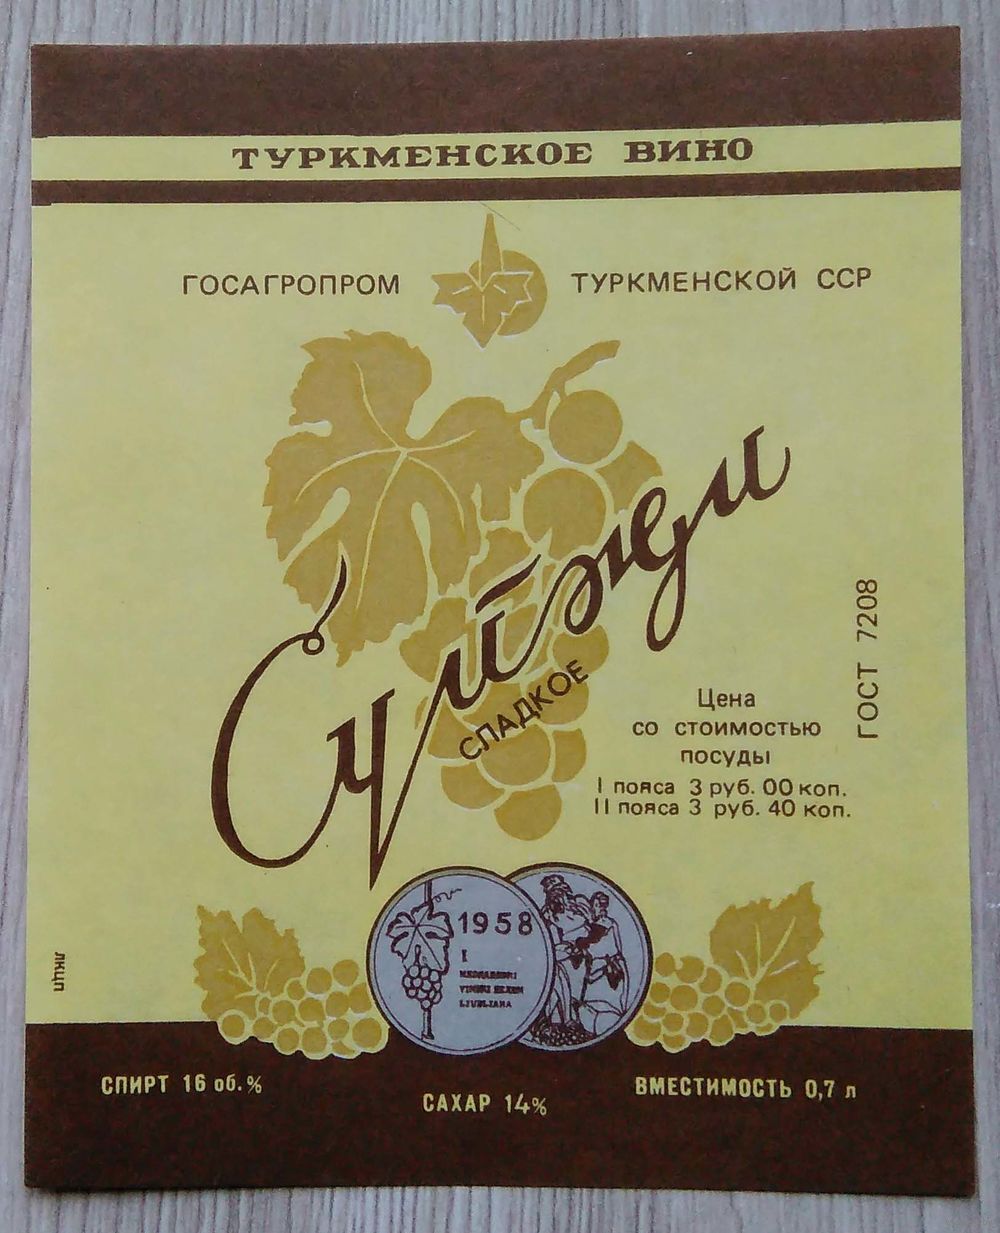 ТУРКМЕНСКОЕ ВИНО
ГОСАГРОПРОМ ТУРКМЕНСКОЙ ССР
Сулйжем
СЛАДКОЕ
ГОСТ 7208
Цена
со стоимостью
посуды
I пояса 3 руб. 00 коп.
II пояса 3 руб. 40 коп.
1958
I
LJUBLJANA
СПИРТ 16 об.%
САХАР 14%
ВМЕСТИМОСТЬ 0,7 л